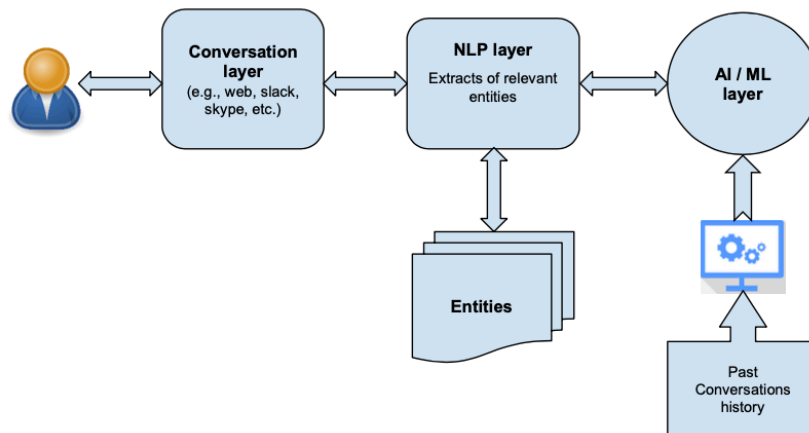 Conversation
layer
(e.g., web, slack,
skype, etc.)
NLP layer
Extracts of relevant
entities
AI / ML
layer
Entities
Past
Conversations
history